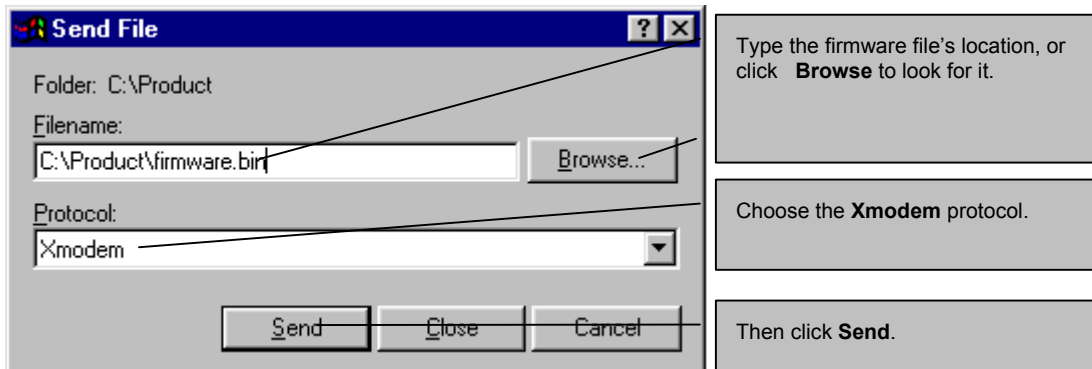 Send File
Folder: C:\Product
Filename:
C:\Product\firmware.bin
Browse...
Protocol:
Xmodem
Send
Close
Cancel
Type the firmware file’s location, or
click Browse to look for it.
Choose the Xmodem protocol.
Then click Send.